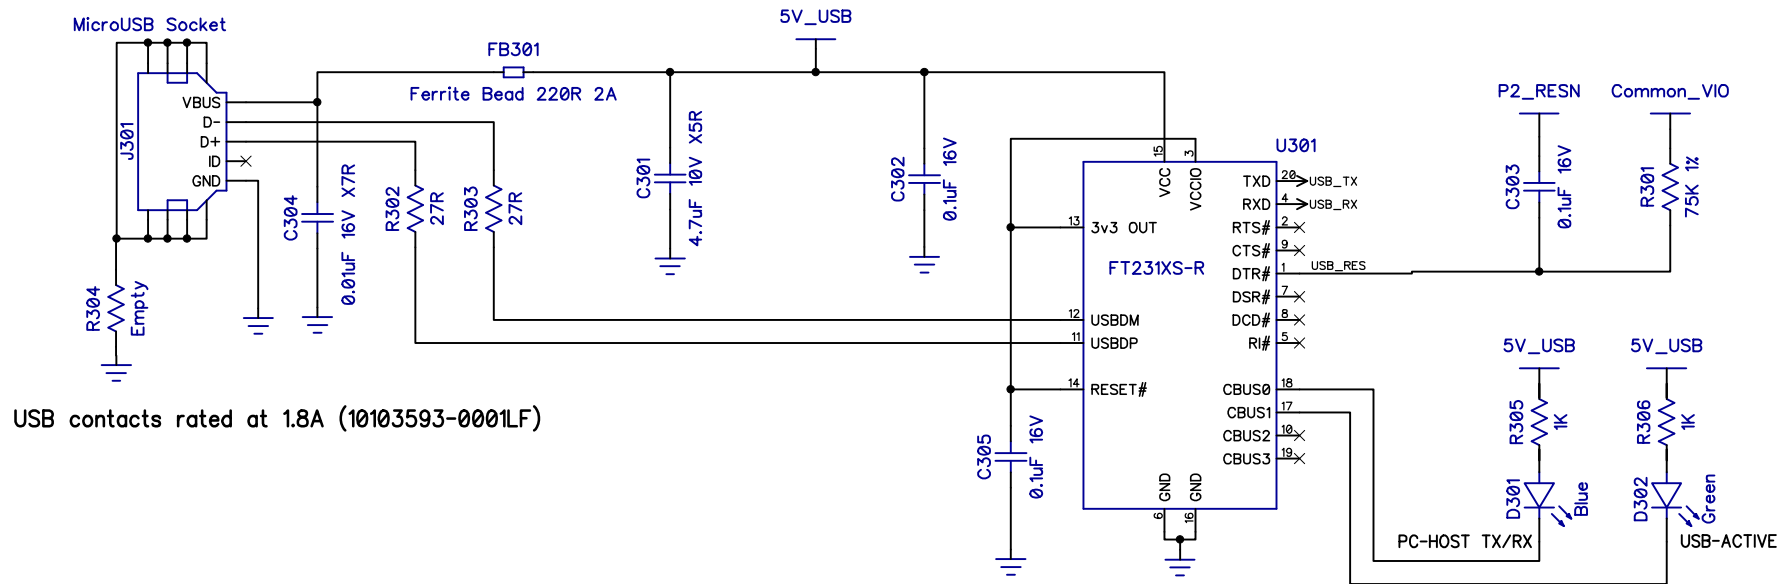 MicroUSB Socket
5V_USB
FB301
Ferrite Bead 220R 2A
VBUS
D-
D+
ID
GND
J301
C304
0.01uF 16V X7R
R302
27R
R303
27R
C301
4.7uF 10V X5R
C302
0.1uF 16V
R304
Empty
USB contacts rated at 1.8A (10103593-0001LF)
U301
FT231XS-R
15
VCC
3
VCCIO
13
3v3 OUT
12
USBDM
11
USBDP
14
RESET#
C305
0.1uF 16V
GND
6
GND
16
TXD 20 USB_TX
RXD 4 USB_RX
RTS# 2
CTS# 9
DTR# 1 USB_RES
DSR# 7
DCD# 8
RI# 5
CBUS0 18
CBUS1 17
CBUS2 10
CBUS3 19
P2_RESN
C303
0.1uF 16V
Common_VIO
R301
75K 1%
5V_USB
R305
1K
D301
Blue
PC-HOST TX/RX
5V_USB
R306
1K
D302
Green
USB-ACTIVE